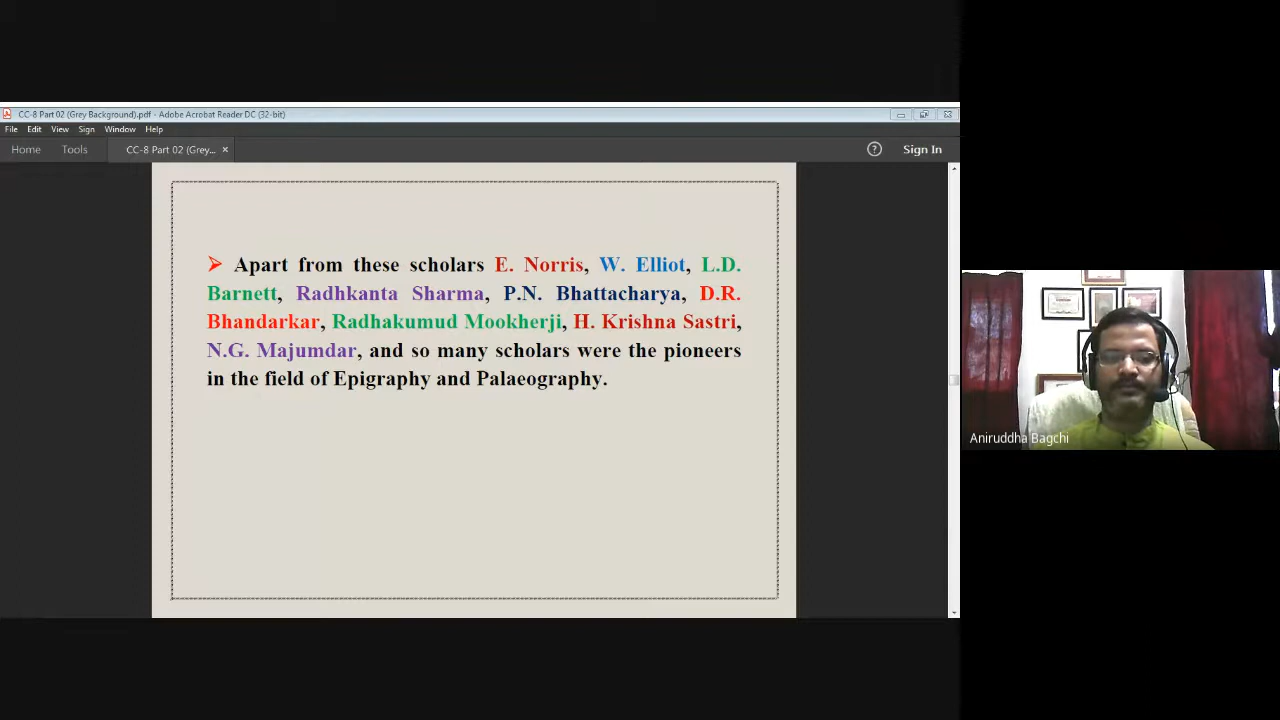 CC-8 Part 02 (Grey Background).pdf - Adobe Acrobat Reader DC (32-bit)
File Edit View Sign Window Help
Home Tools CC-8 Part 02 (Grey... × ? Sign In
➢ Apart from these scholars E. Norris, W. Elliot, L.D.
Barnett, Radhkanta Sharma, P.N. Bhattacharya, D.R.
Bhandarkar, Radhakumud Mookherji, H. Krishna Sastri,
N.G. Majumdar, and so many scholars were the pioneers
in the field of Epigraphy and Palaeography.
Aniruddha Bagchi